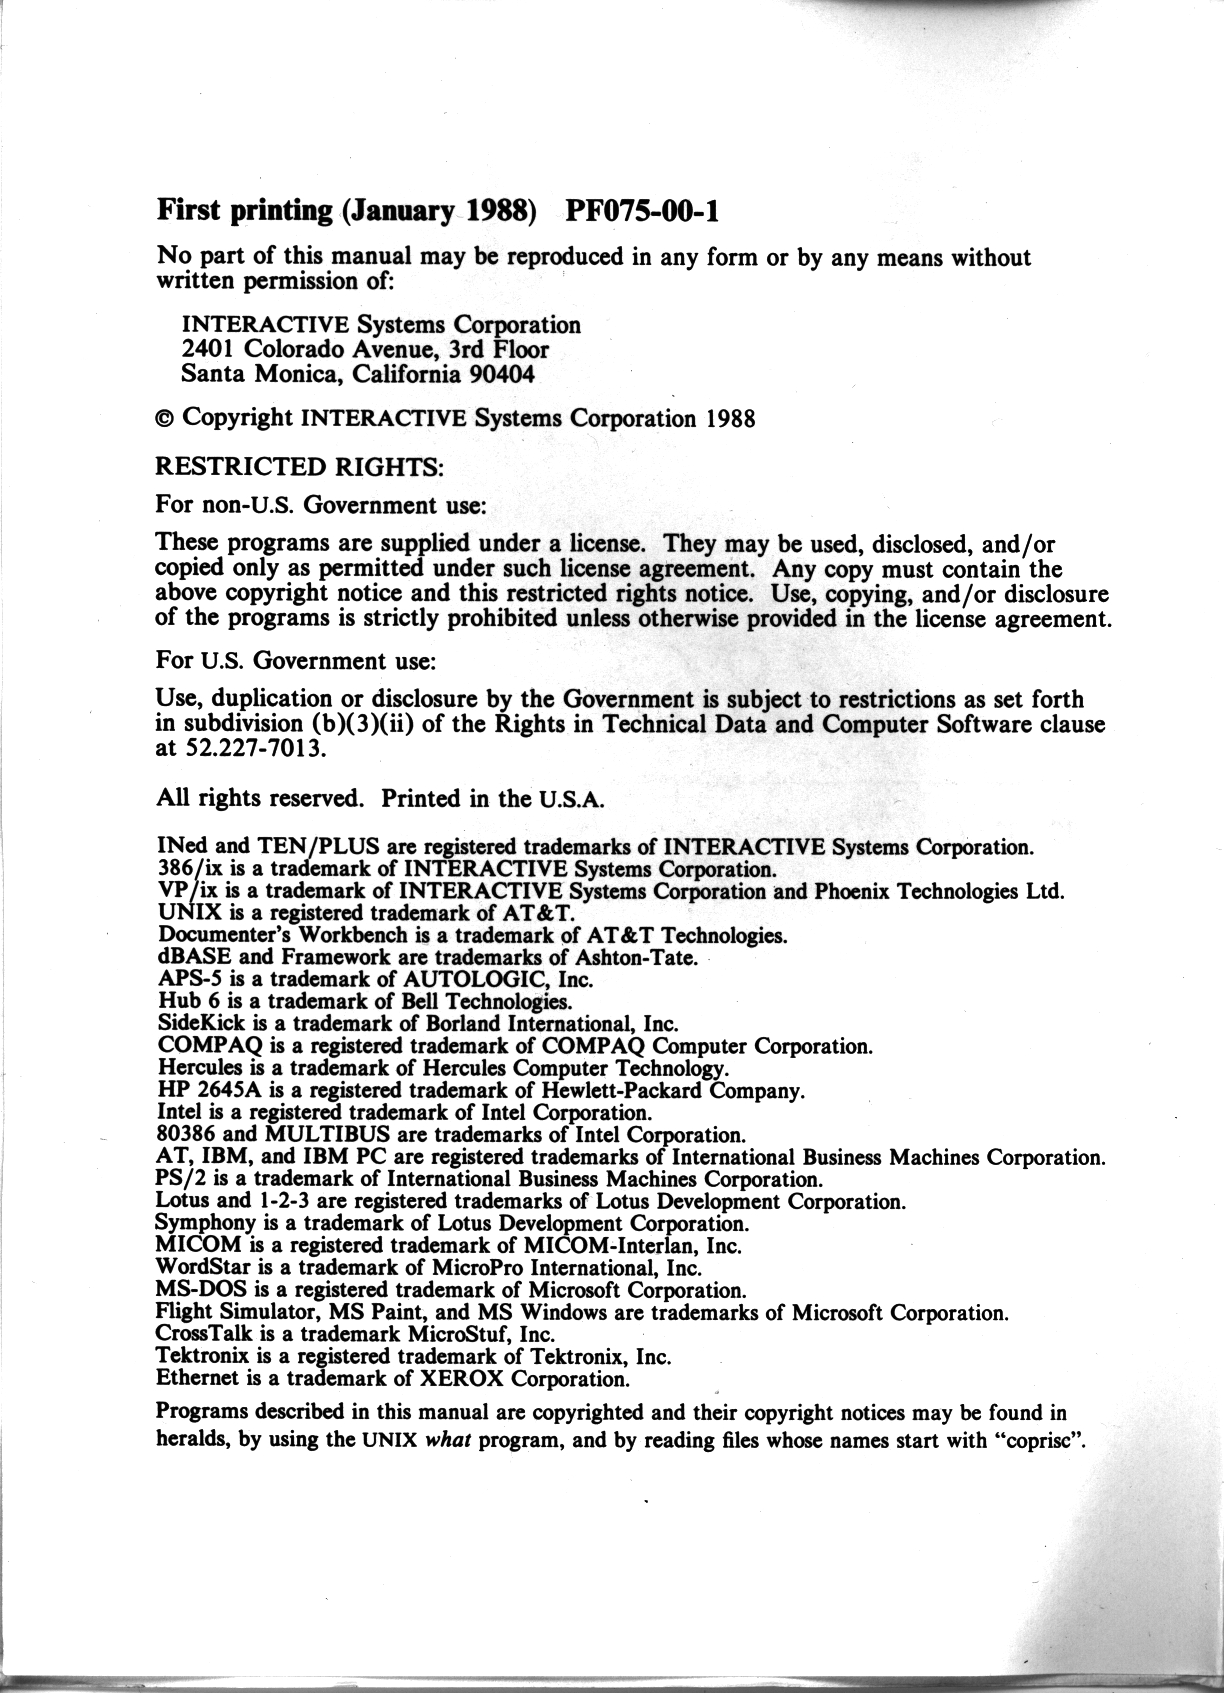 First printing (January 1988) PF075-00-1
No part of this manual may be reproduced in any form or by any means without
written permission of:
INTERACTIVE Systems Corporation
2401 Colorado Avenue, 3rd Floor
Santa Monica, California 90404
© Copyright INTERACTIVE Systems Corporation 1988
RESTRICTED RIGHTS:
For non-U.S. Government use:
These programs are supplied under a license. They may be used, disclosed, and/or
copied only as permitted under such license agreement. Any copy must contain the
above copyright notice and this restricted rights notice. Use, copying, and/or disclosure
of the programs is strictly prohibited unless otherwise provided in the license agreement.
For U.S. Government use:
Use, duplication or disclosure by the Government is subject to restrictions as set forth
in subdivision (b)(3)(ii) of the Rights in Technical Data and Computer Software clause
at 52.227-7013.
All rights reserved. Printed in the U.S.A.
INed and TEN/PLUS are registered trademarks of INTERACTIVE Systems Corporation.
386/ix is a trademark of INTERACTIVE Systems Corporation.
VP/ix is a trademark of INTERACTIVE Systems Corporation and Phoenix Technologies Ltd.
UNIX is a registered trademark of AT&T.
Documenter's Workbench is a trademark of AT&T Technologies.
dBASE and Framework are trademarks of Ashton-Tate.
APS-5 is a trademark of AUTOLOGIC, Inc.
Hub 6 is a trademark of Bell Technologies.
SideKick is a trademark of Borland International, Inc.
COMPAQ is a registered trademark of COMPAQ Computer Corporation.
Hercules is a trademark of Hercules Computer Technology.
HP 2645A is a registered trademark of Hewlett-Packard Company.
Intel is a registered trademark of Intel Corporation.
80386 and MULTIBUS are trademarks of Intel Corporation.
AT, IBM, and IBM PC are registered trademarks of International Business Machines Corporation.
PS/2 is a trademark of International Business Machines Corporation.
Lotus and 1-2-3 are registered trademarks of Lotus Development Corporation.
Symphony is a trademark of Lotus Development Corporation.
MICOM is a registered trademark of MICOM-Interlan, Inc.
WordStar is a trademark of MicroPro International, Inc.
MS-DOS is a registered trademark of Microsoft Corporation.
Flight Simulator, MS Paint, and MS Windows are trademarks of Microsoft Corporation.
CrossTalk is a trademark MicroStuf, Inc.
Tektronix is a registered trademark of Tektronix, Inc.
Ethernet is a trademark of XEROX Corporation.
Programs described in this manual are copyrighted and their copyright notices may be found in
heralds, by using the UNIX what program, and by reading files whose names start with “coprisc”.